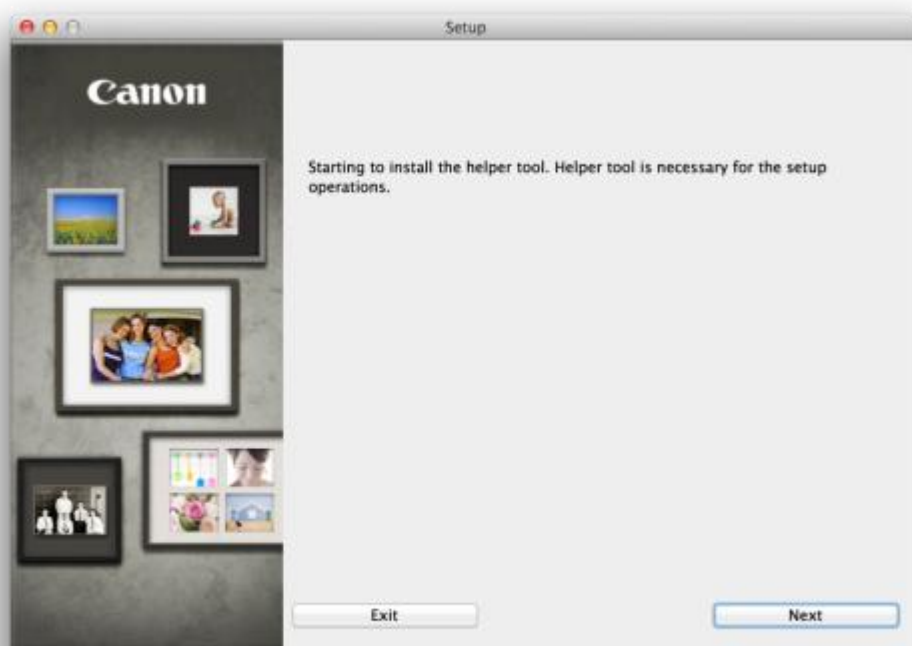 Setup
Canon
Starting to install the helper tool. Helper tool is necessary for the setup
operations.
Exit
Next